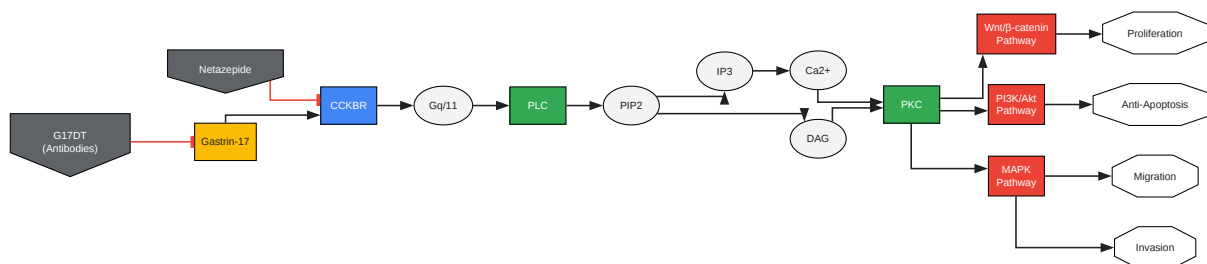 Netazepide
G17DT
(Antibodies)
Gastrin-17
CCKBR
Gq/11
PLC
PIP2
IP3
Ca2+
DAG
PKC
Wnt/β-catenin
Pathway
PI3K/Akt
Pathway
MAPK
Pathway
Proliferation
Anti-Apoptosis
Migration
Invasion